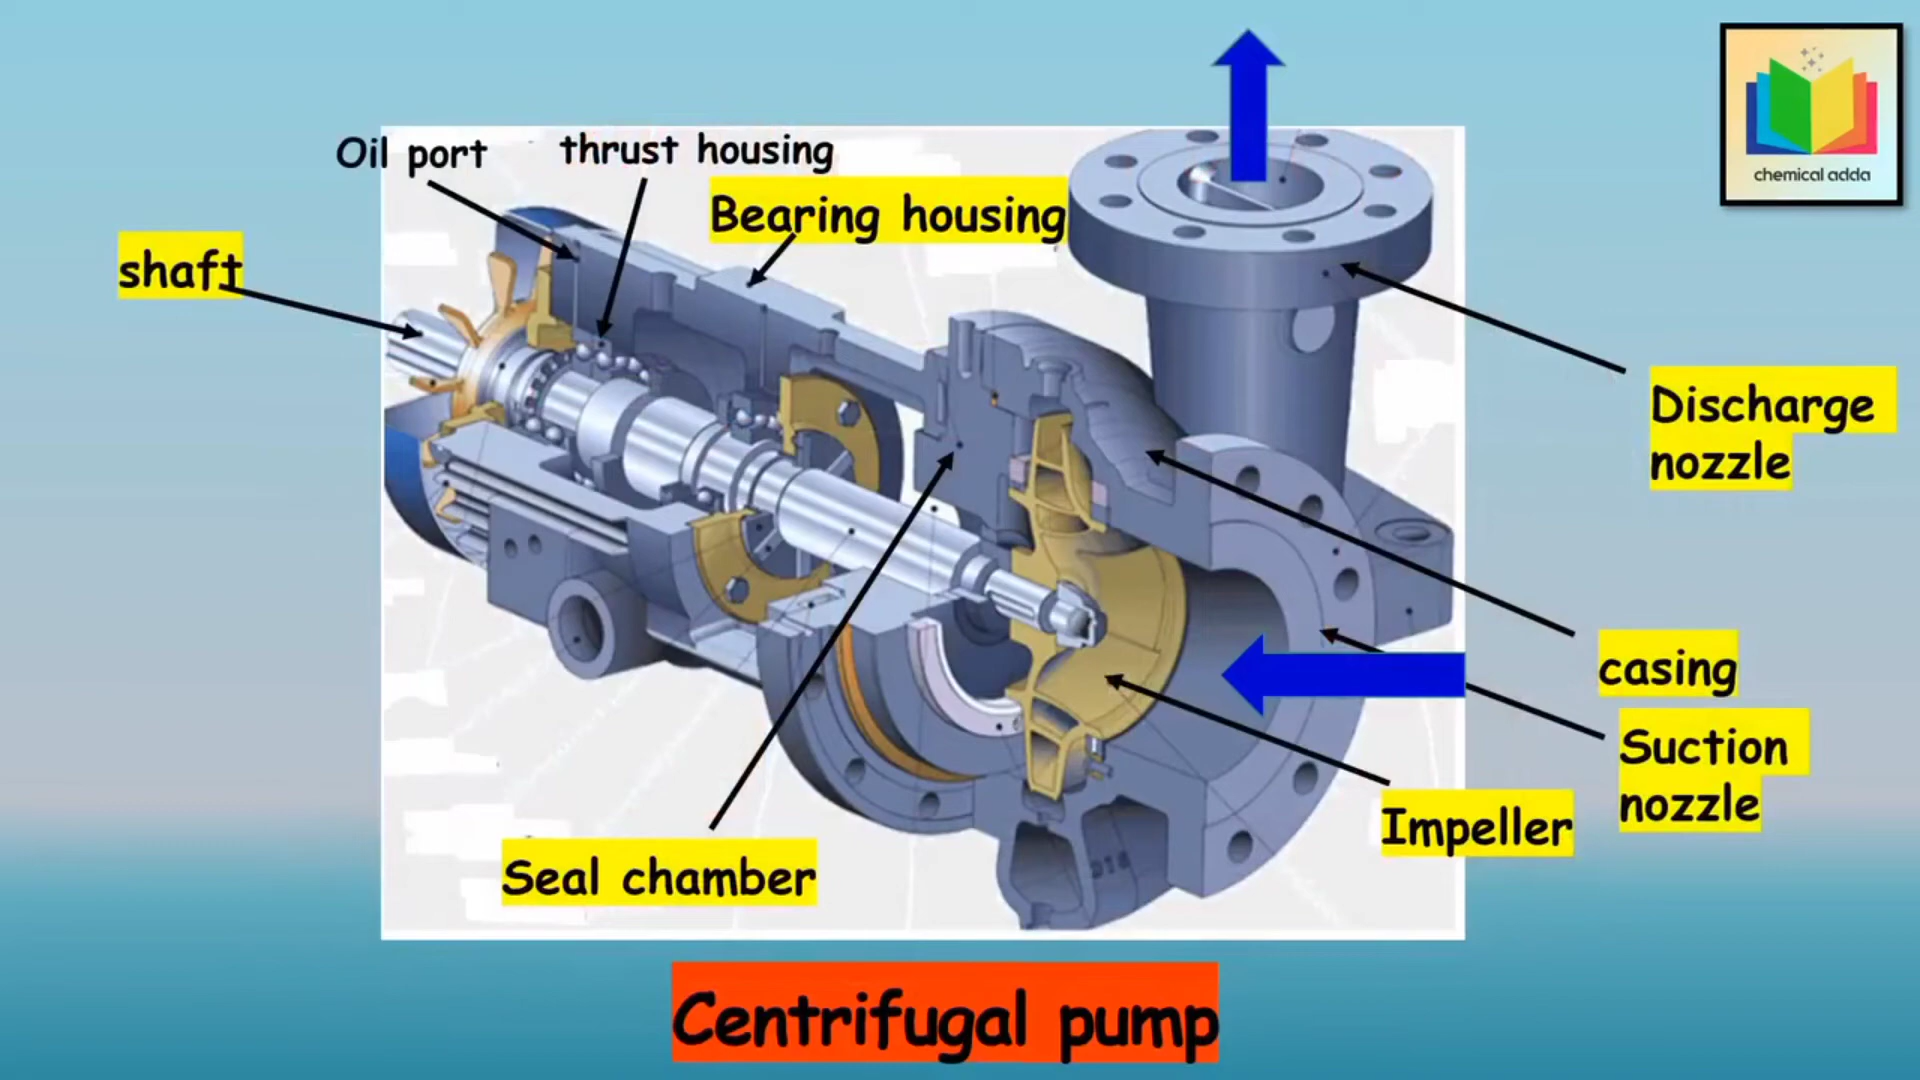 chemical adda
Oil port
thrust housing
Bearing housing
shaft
Discharge
nozzle
casing
Suction
nozzle
Impeller
Seal chamber
Centrifugal pump